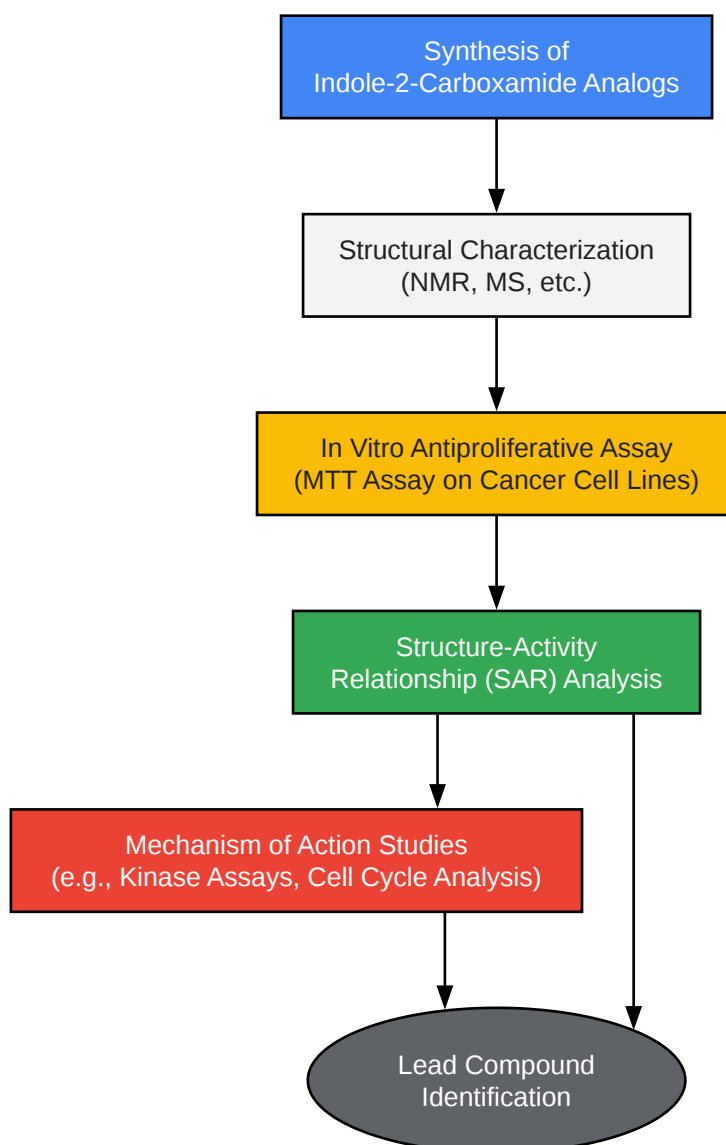 Synthesis of
Indole-2-Carboxamide Analogs
Structural Characterization
(NMR, MS, etc.)
In Vitro Antiproliferative Assay
(MTT Assay on Cancer Cell Lines)
Structure-Activity
Relationship (SAR) Analysis
Mechanism of Action Studies
(e.g., Kinase Assays, Cell Cycle Analysis)
Lead Compound
Identification